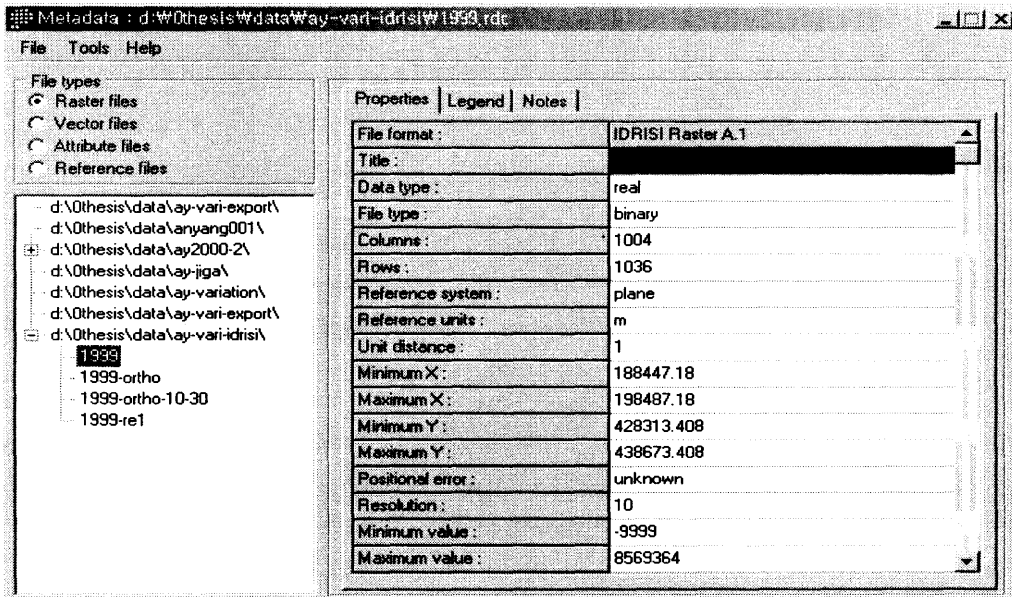 Metadata : d:₩0thesis₩data₩ay-vari-idrisi₩1999.rdc
File Tools Help
File types
Raster files
Vector files
Attribute files
Reference files
d:\0thesis\data\ay-vari-export\
d:\0thesis\data\anyang001\
d:\0thesis\data\ay2000-2\
d:\0thesis\data\ay-jiga\
d:\0thesis\data\ay-variation\
d:\0thesis\data\ay-vari-export\
d:\0thesis\data\ay-vari-idrisi\
1999
1999-ortho
1999-ortho-10-30
1999-re1
Properties Legend Notes
File format : IDRISI Raster A.1
Title :
Data type : real
File type : binary
Columns : 1004
Rows : 1036
Reference system : plane
Reference units : m
Unit distance : 1
Minimum X : 188447.18
Maximum X : 198487.18
Minimum Y : 428313.408
Maximum Y : 438673.408
Positional error : unknown
Resolution : 10
Minimum value : -9999
Maximum value : 8569364